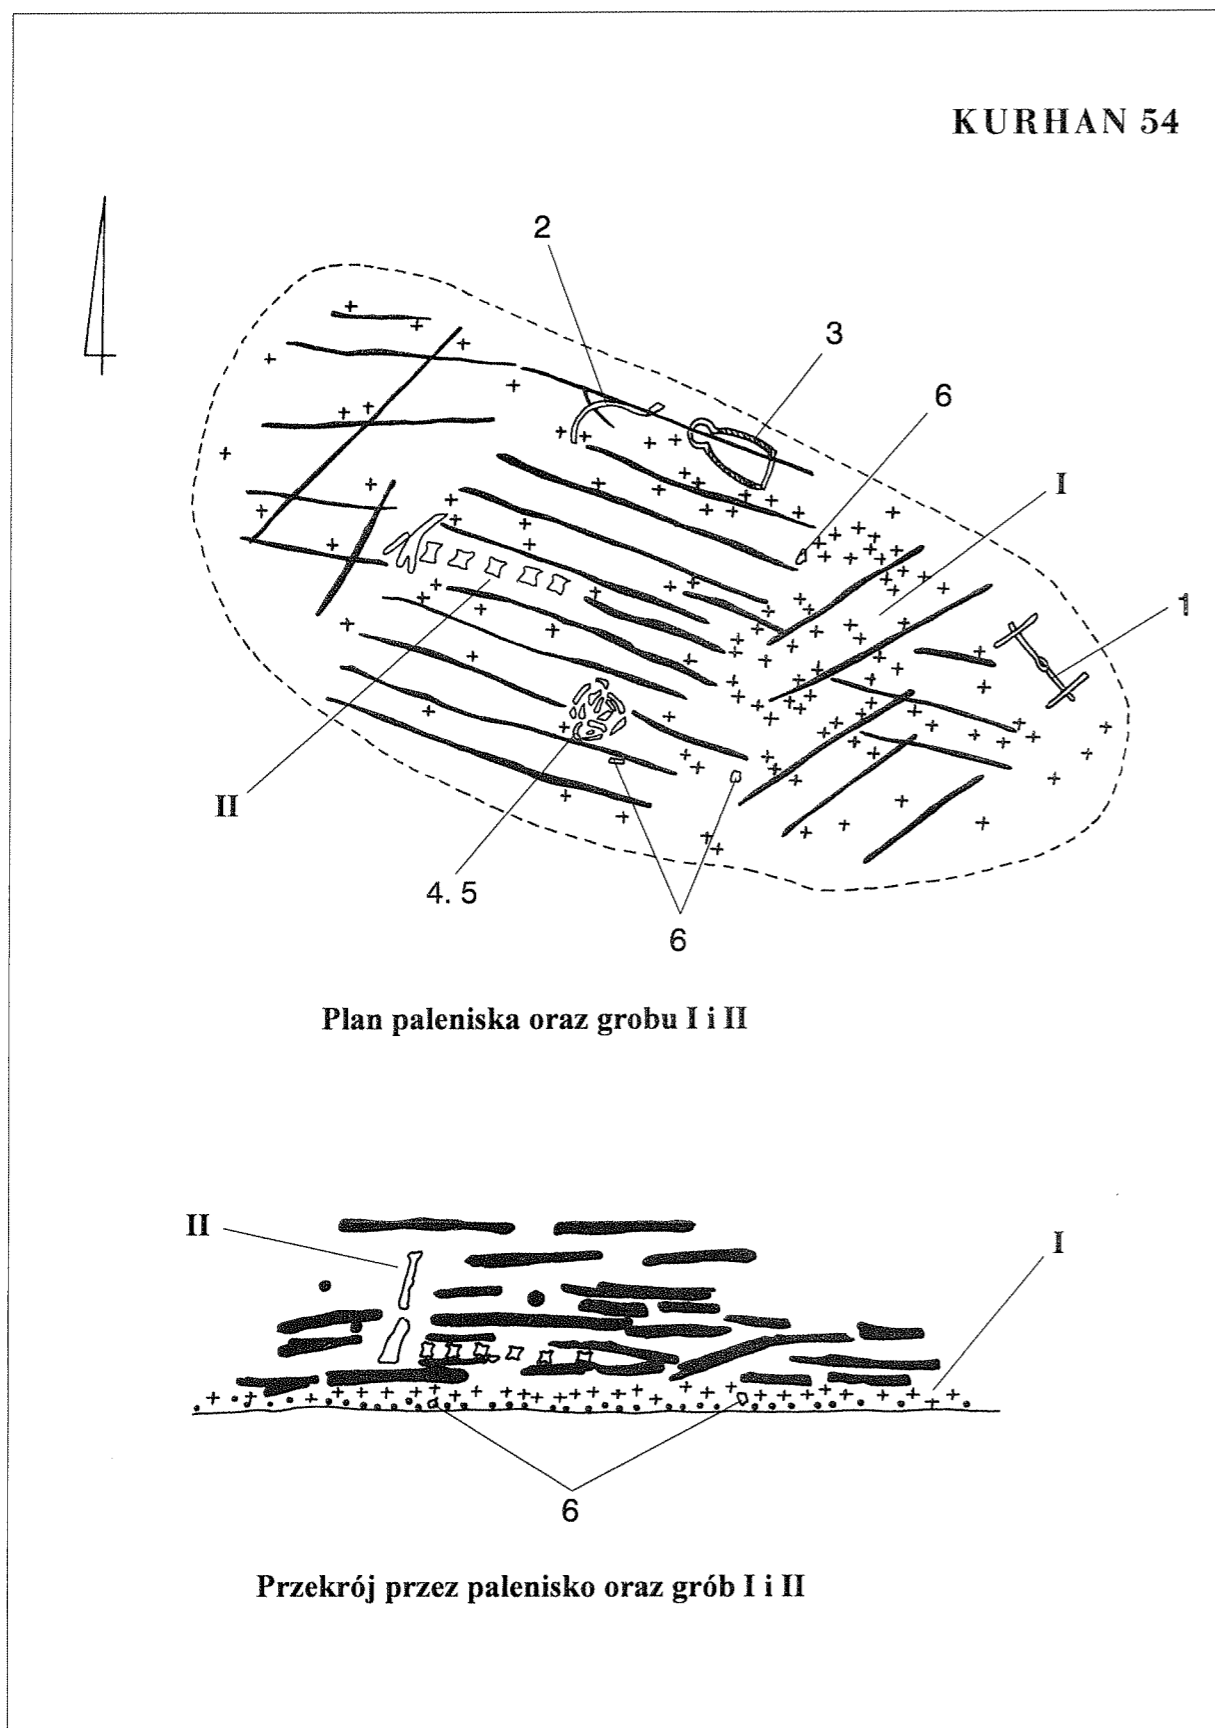 KURHAN 54
2
3
6
I
1
II
4. 5
6
Plan paleniska oraz grobu I i II
II
I
6
Przekrój przez palenisko oraz grób I i II